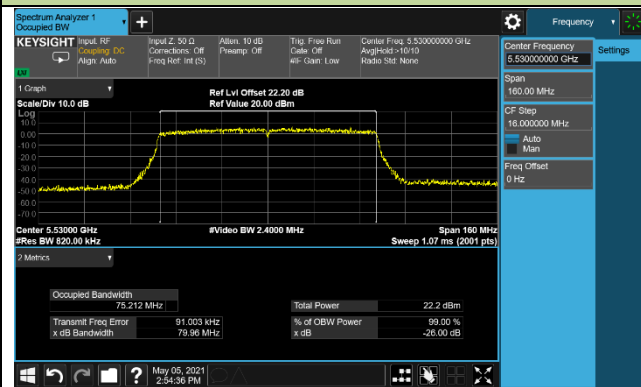 Spectrum Analyzer 1
Occupied BW
Frequency
KEYSIGHT
Input: RF
Coupling: DC
Align: Auto
Input Z: 50 Ω
Corrections: Off
Freq Ref: Int (S)
Atten: 10 dB
Preamp: Off
Trig: Free Run
Gate: Off
#IF Gain: Low
Center Freq: 5.530000000 GHz
Avg|Hold:>10/10
Radio Std: None
Center Frequency
5.530000000 GHz
Settings
Span
160.00 MHz
CF Step
16.000000 MHz
Auto
Man
Freq Offset
0 Hz
LXI
1 Graph
Scale/Div 10.0 dB
Ref Lvl Offset 22.20 dB
Ref Value 20.00 dBm
Log
10.0
0.00
-10.0
-20.0
-30.0
-40.0
-50.0
-60.0
-70.0
Center 5.53000 GHz
#Res BW 820.00 kHz
#Video BW 2.4000 MHz
Span 160 MHz
Sweep 1.07 ms (2001 pts)
2 Metrics
Occupied Bandwidth
75.212 MHz
Total Power 22.2 dBm
Transmit Freq Error 91.003 kHz
% of OBW Power 99.00 %
x dB Bandwidth 79.96 MHz
x dB -26.00 dB
May 05, 2021
2:54:36 PM